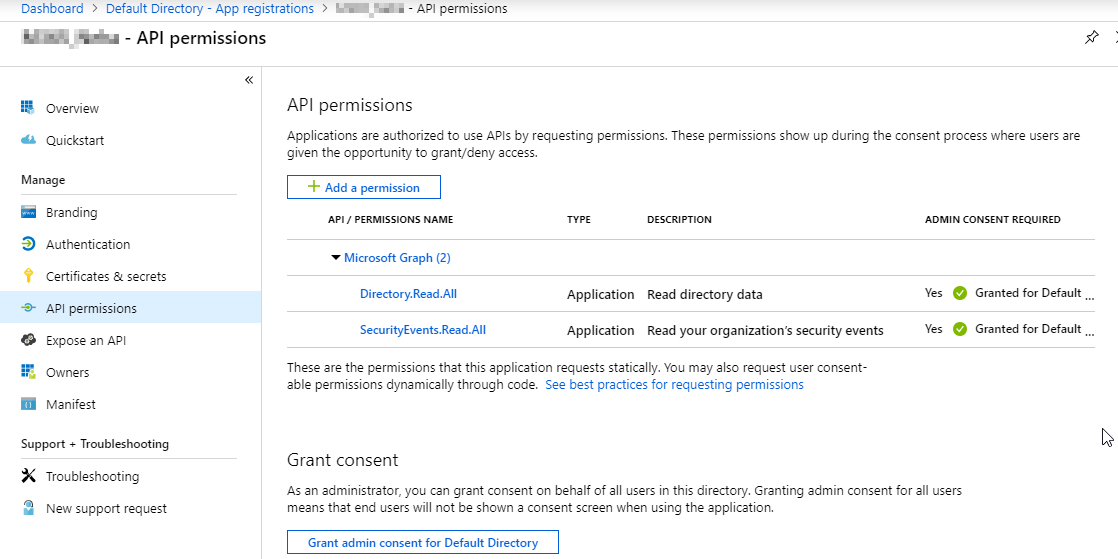 Dashboard > Default Directory - App registrations > - API permissions
- API permissions
«
Overview
Quickstart
Manage
Branding
Authentication
Certificates & secrets
API permissions
Expose an API
Owners
Manifest
Support + Troubleshooting
Troubleshooting
New support request
API permissions
Applications are authorized to use APIs by requesting permissions. These permissions show up during the consent process where users are
given the opportunity to grant/deny access.
+ Add a permission
API / PERMISSIONS NAME TYPE DESCRIPTION ADMIN CONSENT REQUIRED
Microsoft Graph (2)
Directory.Read.All Application Read directory data Yes Granted for Default ...
SecurityEvents.Read.All Application Read your organization's security events Yes Granted for Default ...
These are the permissions that this application requests statically. You may also request user consent-
able permissions dynamically through code. See best practices for requesting permissions
Grant consent
As an administrator, you can grant consent on behalf of all users in this directory. Granting admin consent for all users
means that end users will not be shown a consent screen when using the application.
Grant admin consent for Default Directory